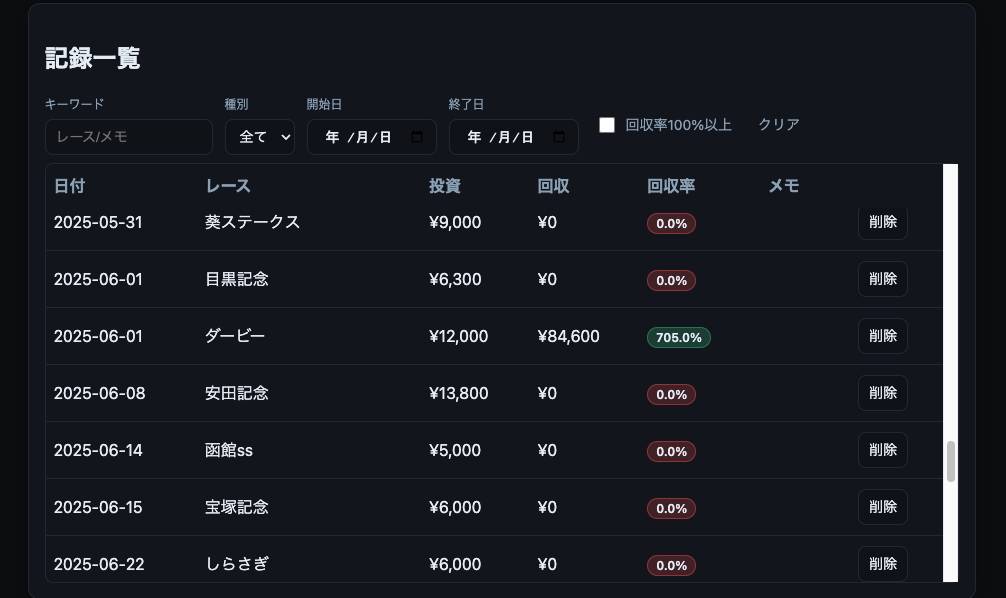 記録一覧
キーワード 種別 開始日 終了日
レース/メモ 全て 年 /月/日 年 /月/日 回収率100%以上 クリア
日付 レース 投資 回収 回収率 メモ
2025-05-31 葵ステークス ¥9,000 ¥0 0.0% 削除
2025-06-01 目黒記念 ¥6,300 ¥0 0.0% 削除
2025-06-01 ダービー ¥12,000 ¥84,600 705.0% 削除
2025-06-08 安田記念 ¥13,800 ¥0 0.0% 削除
2025-06-14 函館ss ¥5,000 ¥0 0.0% 削除
2025-06-15 宝塚記念 ¥6,000 ¥0 0.0% 削除
2025-06-22 しらさぎ ¥6,000 ¥0 0.0% 削除